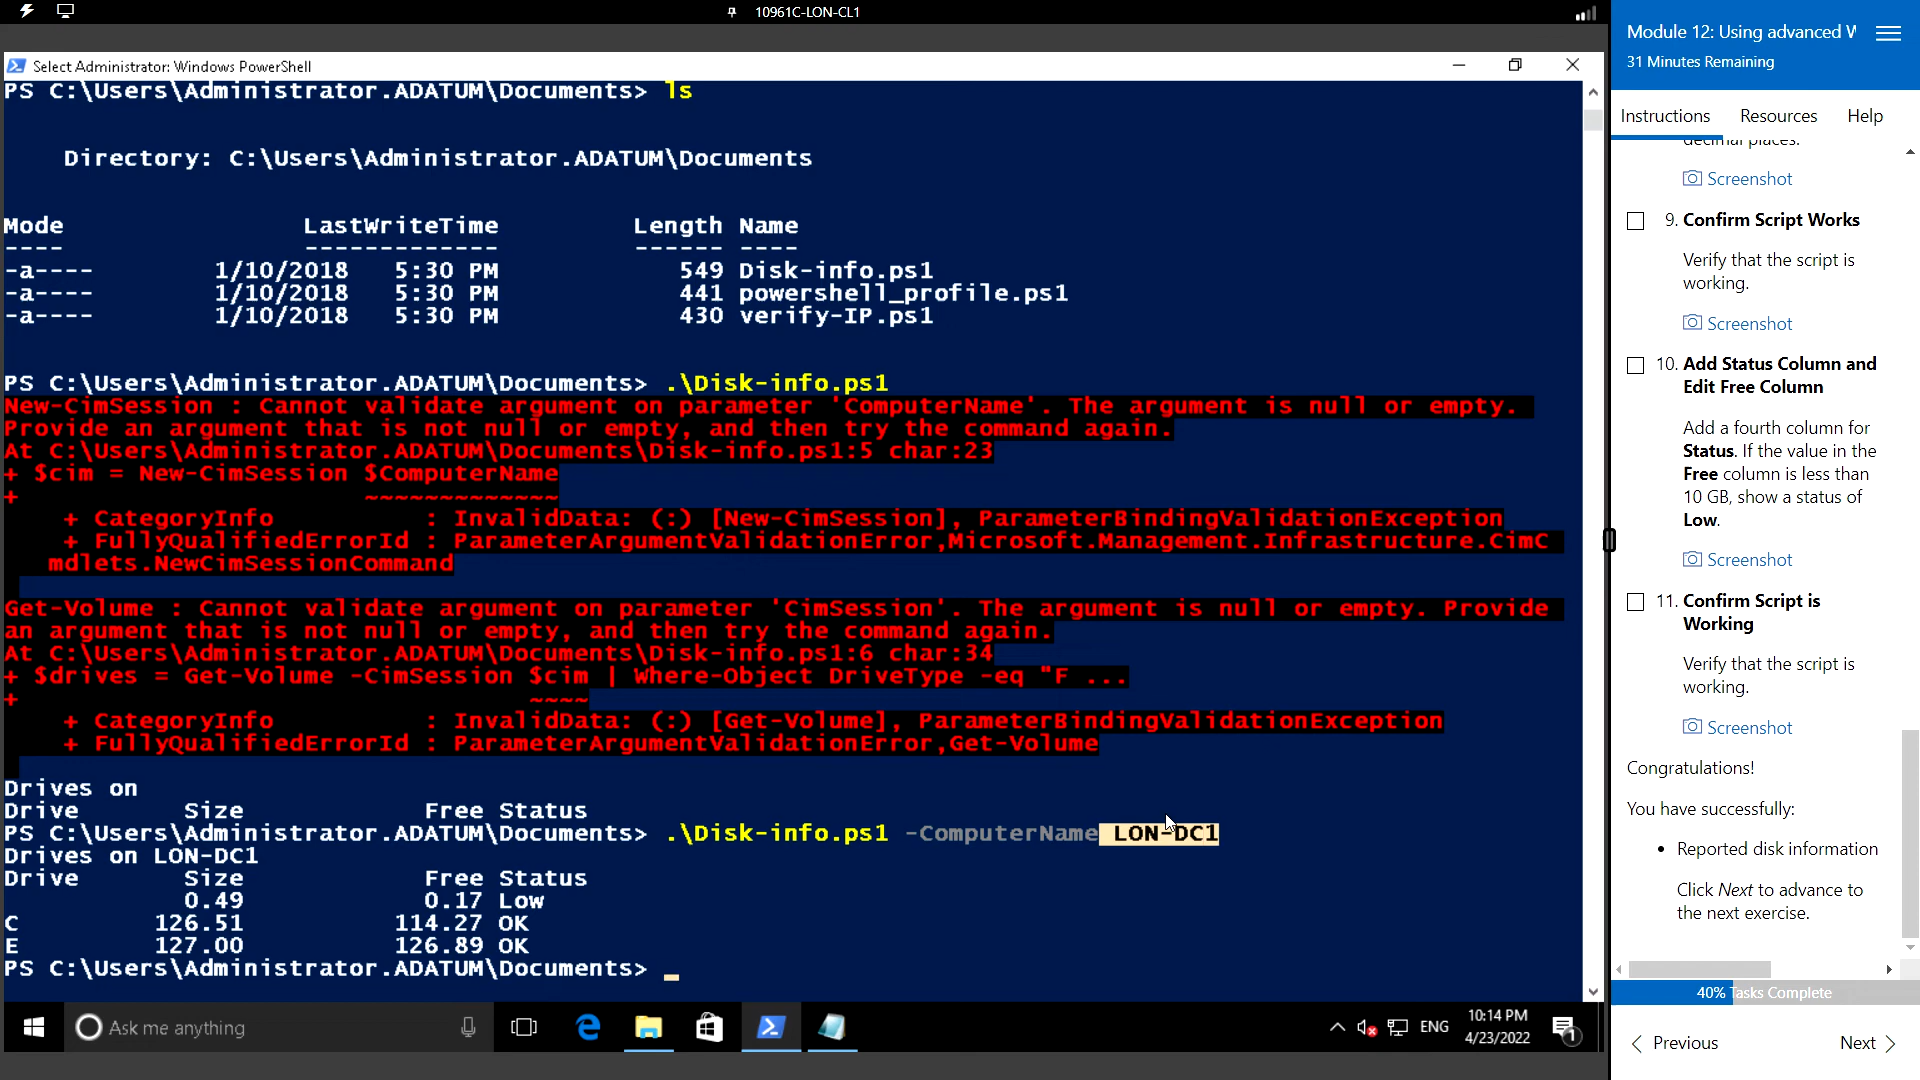 10961C-LON-CL1
Select Administrator: Windows PowerShell
PS C:\Users\Administrator.ADATUM\Documents> ls
Directory: C:\Users\Administrator.ADATUM\Documents
Mode LastWriteTime Length Name
---- ------------- ------ ----
-a---- 1/10/2018 5:30 PM 549 Disk-info.ps1
-a---- 1/10/2018 5:30 PM 441 powershell_profile.ps1
-a---- 1/10/2018 5:30 PM 430 verify-IP.ps1
PS C:\Users\Administrator.ADATUM\Documents> .\Disk-info.ps1
New-CimSession : Cannot validate argument on parameter 'ComputerName'. The argument is null or empty.
Provide an argument that is not null or empty, and then try the command again.
At C:\Users\Administrator.ADATUM\Documents\Disk-info.ps1:5 char:23
+ $cim = New-CimSession $ComputerName
+ ~~~~~~~~~~~~~
+ CategoryInfo : InvalidData: (:) [New-CimSession], ParameterBindingValidationException
+ FullyQualifiedErrorId : ParameterArgumentValidationError,Microsoft.Management.Infrastructure.CimC
mdlets.NewCimSessionCommand
Get-Volume : Cannot validate argument on parameter 'CimSession'. The argument is null or empty. Provide
an argument that is not null or empty, and then try the command again.
At C:\Users\Administrator.ADATUM\Documents\Disk-info.ps1:6 char:34
+ $drives = Get-Volume -CimSession $cim | Where-Object DriveType -eq "F ...
+ ~~~~
+ CategoryInfo : InvalidData: (:) [Get-Volume], ParameterBindingValidationException
+ FullyQualifiedErrorId : ParameterArgumentValidationError,Get-Volume
Drives on
Drive Size Free Status
PS C:\Users\Administrator.ADATUM\Documents> .\Disk-info.ps1 -ComputerName LON-DC1
Drives on LON-DC1
Drive Size Free Status
0.49 0.17 Low
C 126.51 114.27 OK
E 127.00 126.89 OK
PS C:\Users\Administrator.ADATUM\Documents> _
Ask me anything
ENG
10:14 PM
4/23/2022
1
Module 12: Using advanced W
31 Minutes Remaining
Instructions Resources Help
decimal places.
Screenshot
9. Confirm Script Works
Verify that the script is
working.
Screenshot
10. Add Status Column and
Edit Free Column
Add a fourth column for
Status. If the value in the
Free column is less than
10 GB, show a status of
Low.
Screenshot
11. Confirm Script is
Working
Verify that the script is
working.
Screenshot
Congratulations!
You have successfully:
• Reported disk information
Click Next to advance to
the next exercise.
40% Tasks Complete
Previous Next